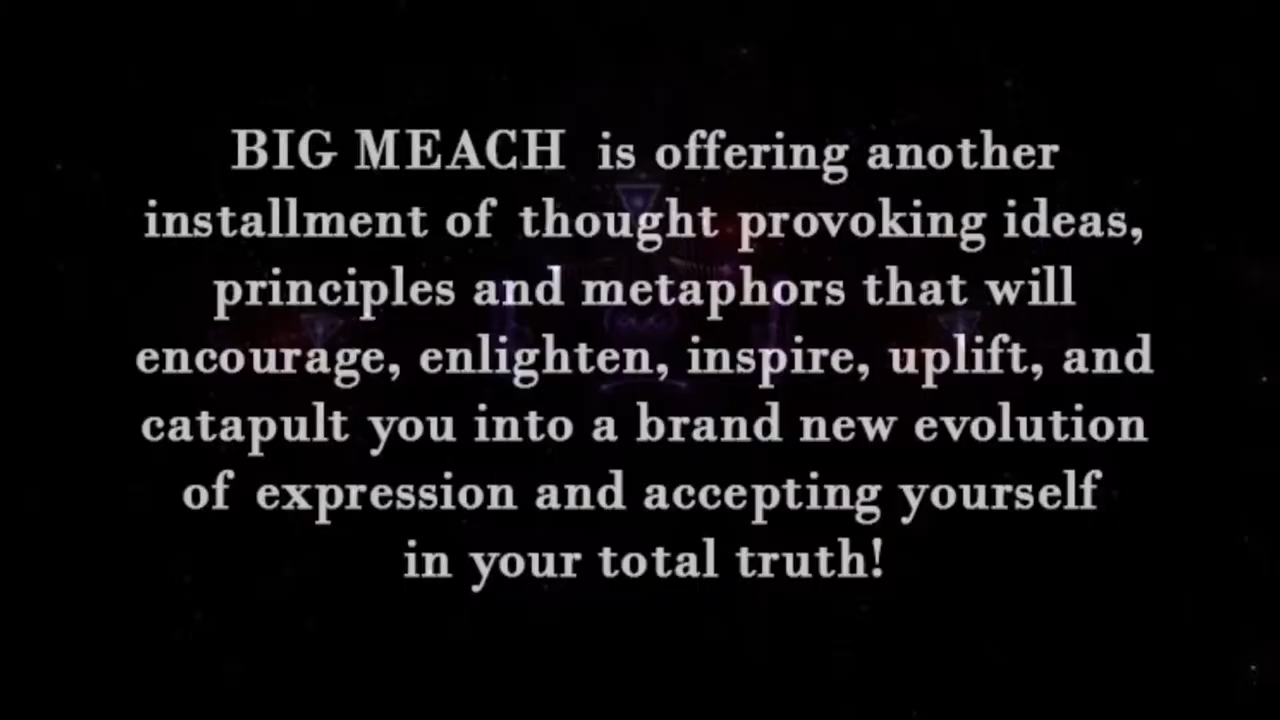 BIG MEACH is offering another
installment of thought provoking ideas,
principles and metaphors that will
encourage, enlighten, inspire, uplift, and
catapult you into a brand new evolution
of expression and accepting yourself
in your total truth!